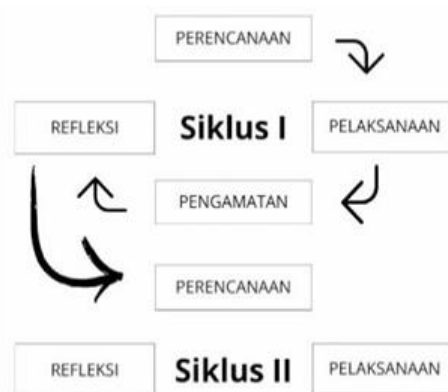 PERENCANAAN
REFLEKSI
Siklus I
PELAKSANAAN
PENGAMATAN
PERENCANAAN
REFLEKSI
Siklus II
PELAKSANAAN